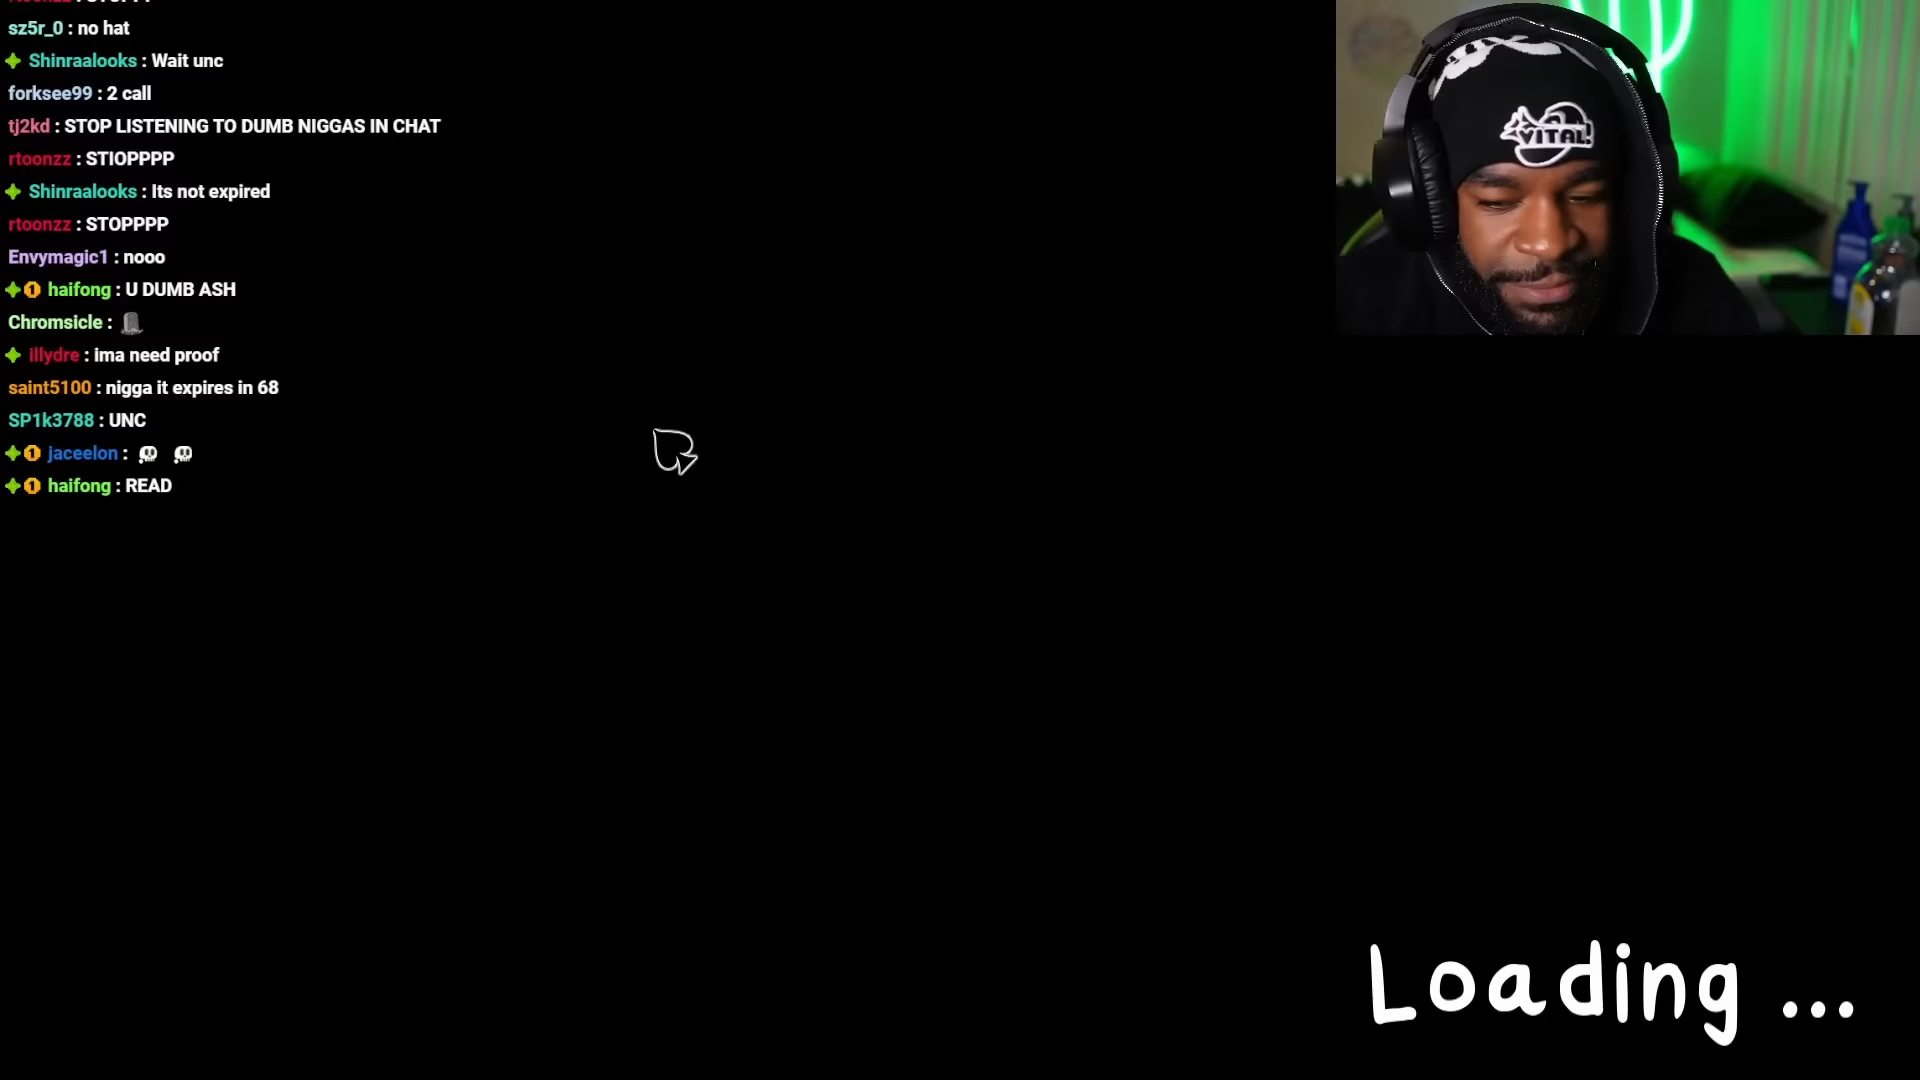 sz5r_0 : no hat
Shinraalooks : Wait unc
forksee99 : 2 call
tj2kd : STOP LISTENING TO DUMB NIGGAS IN CHAT
rtoonzz : STIOPPPP
Shinraalooks : Its not expired
rtoonzz : STOPPPP
Envymagic1 : nooo
haifong : U DUMB ASH
Chromsicle :
illydre : ima need proof
saint5100 : nigga it expires in 68
SP1k3788 : UNC
jaceelon :
haifong : READ
VITAL!
Loading ...